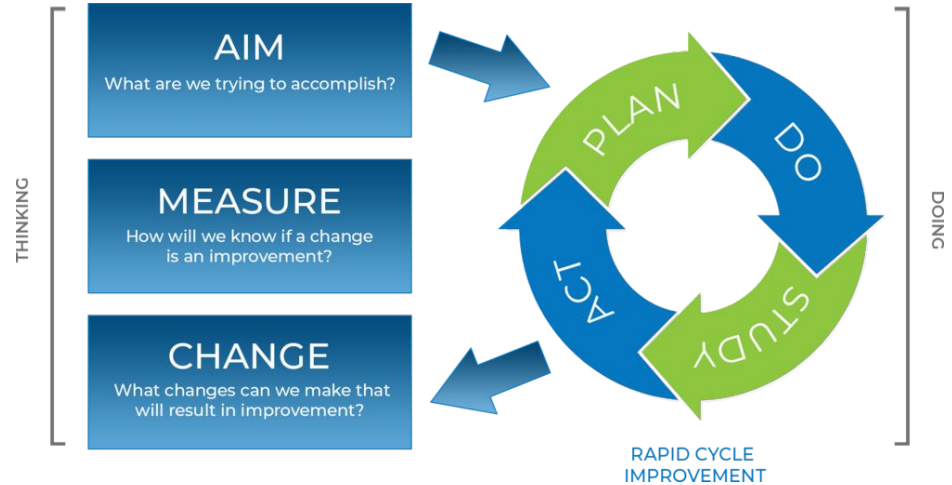 THINKING
AIM
What are we trying to accomplish?
MEASURE
How will we know if a change
is an improvement?
CHANGE
What changes can we make that
will result in improvement?
PLAN
DO
STUDY
ACT
RAPID CYCLE
IMPROVEMENT
DOING